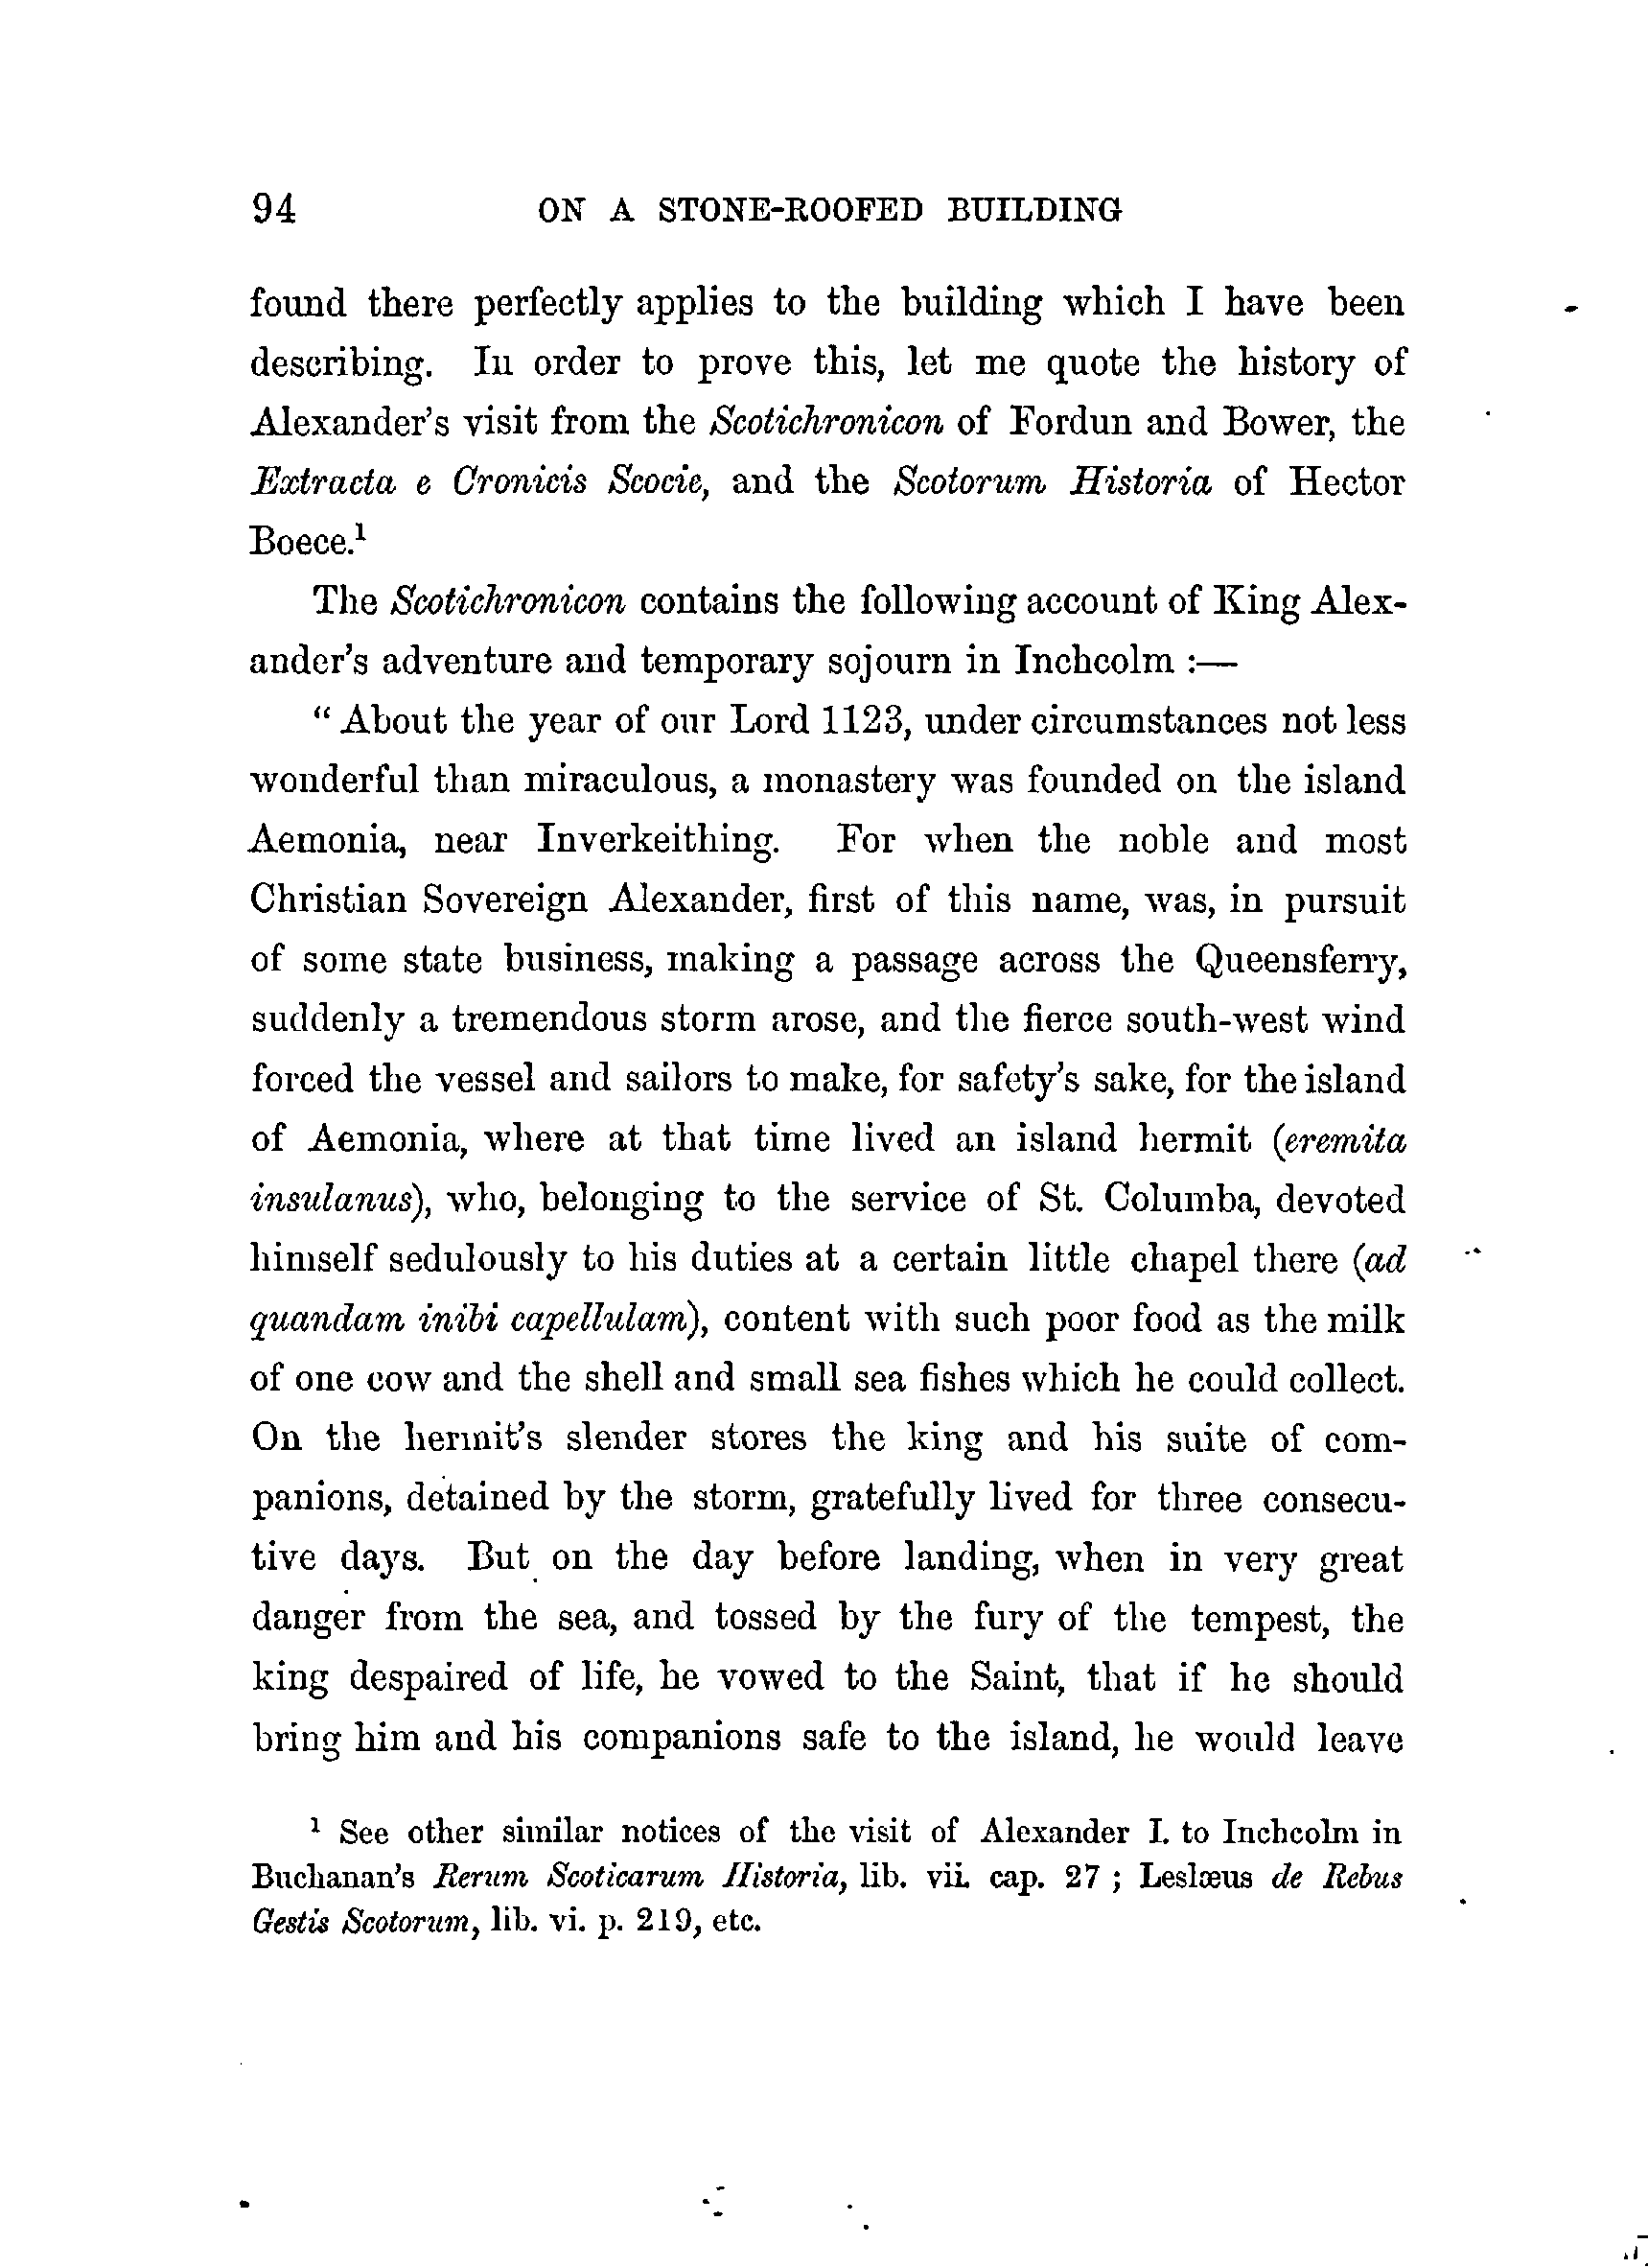 94 ON A STONE-ROOFED BUILDING
found there perfectly applies to the building which I have been
describing. In order to prove this, let me quote the history of
Alexander's visit from the Scotichronicon of Fordun and Bower, the
Extracta e Cronicis Scocie, and the Scotorum Historia of Hector
Boece.¹
The Scotichronicon contains the following account of King Alex-
ander's adventure and temporary sojourn in Inchcolm :—
“ About the year of our Lord 1123, under circumstances not less
wonderful than miraculous, a monastery was founded on the island
Aemonia, near Inverkeithing. For when the noble and most
Christian Sovereign Alexander, first of this name, was, in pursuit
of some state business, making a passage across the Queensferry,
suddenly a tremendous storm arose, and the fierce south-west wind
forced the vessel and sailors to make, for safety's sake, for the island
of Aemonia, where at that time lived an island hermit (eremita
insulanus), who, belonging to the service of St. Columba, devoted
himself sedulously to his duties at a certain little chapel there (ad
quandam inibi capellulam), content with such poor food as the milk
of one cow and the shell and small sea fishes which he could collect.
On the hermit's slender stores the king and his suite of com-
panions, detained by the storm, gratefully lived for three consecu-
tive days. But on the day before landing, when in very great
danger from the sea, and tossed by the fury of the tempest, the
king despaired of life, he vowed to the Saint, that if he should
bring him and his companions safe to the island, he would leave
¹ See other similar notices of the visit of Alexander I. to Inchcolm in
Buchanan's Rerum Scoticarum Historia, lib. vii. cap. 27 ; Leslæus de Rebus
Gestis Scotorum, lib. vi. p. 219, etc.